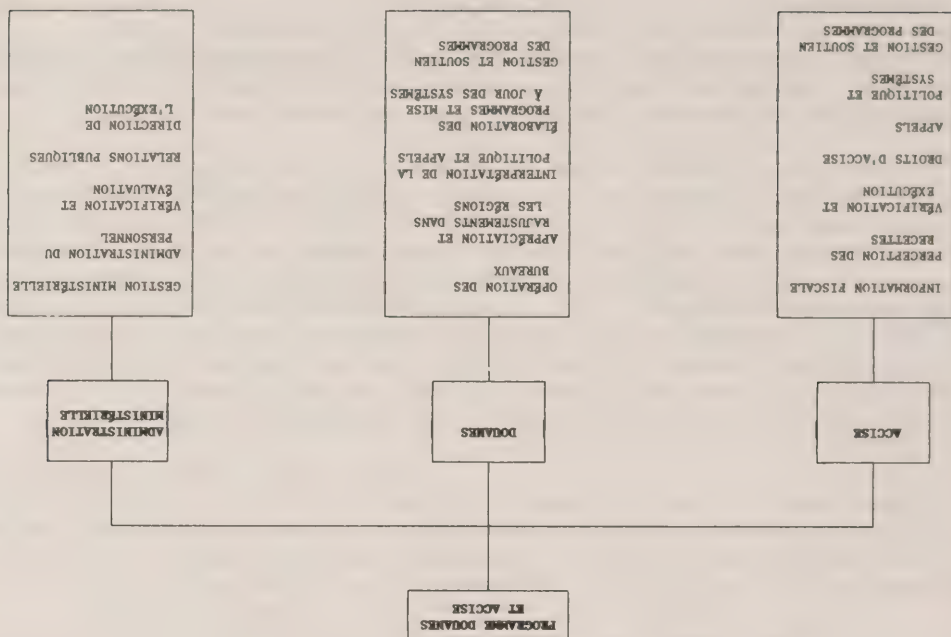 PROGRAMME DOUANES
ET ACCISE
ACCISE
DOUANES
ADMINISTRATION
MINISTÉRIELLE
INFORMATION FISCALE
PERCEPTION DES
RECETTES
VÉRIFICATION ET
EXÉCUTION
DROITS D'ACCISE
APPELS
POLITIQUE ET
SYSTÈMES
GESTION ET SOUTIEN
DES PROGRAMMES
OPÉRATION DES
BUREAUX
APPRÉCIATION ET
RAJUSTEMENTS DANS
LES RÉGIONS
INTERPRÉTATION DE LA
POLITIQUE ET APPELS
ÉLABORATION DES
PROGRAMMES ET MISE
À JOUR DES SYSTÈMES
GESTION ET SOUTIEN
DES PROGRAMMES
GESTION MINISTÉRIELLE
ADMINISTRATION DU
PERSONNEL
VÉRIFICATION ET
ÉVALUATION
RELATIONS PUBLIQUES
DIRECTION DE
L'EXÉCUTION